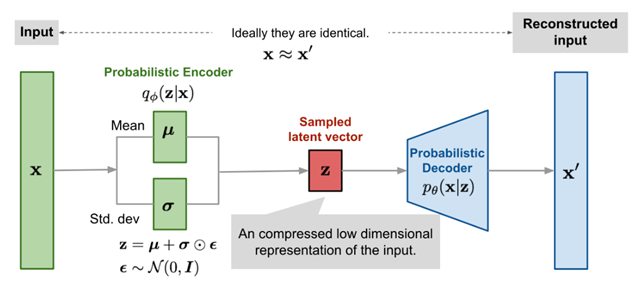 Input
Ideally they are identical.
x ≈ x′
Reconstructed
input
Probabilistic Encoder
qϕ(z|x)
Mean
μ
Std. dev
σ
z = μ + σ ⊙ ϵ
ϵ ∼ 𝒩(0, I)
x
Sampled
latent vector
z
An compressed low dimensional
representation of the input.
Probabilistic
Decoder
pθ(x|z)
x′